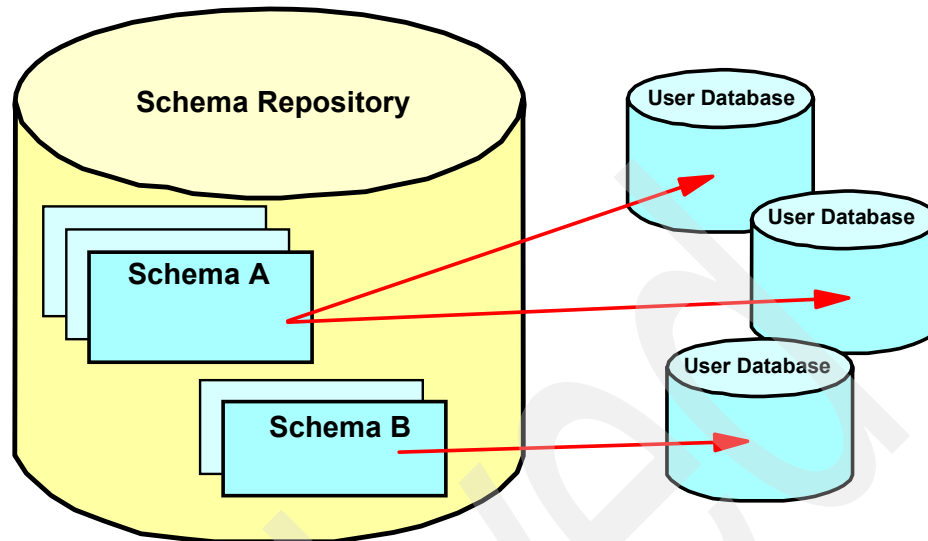 Schema Repository
User Database
User Database
Schema A
User Database
Schema B